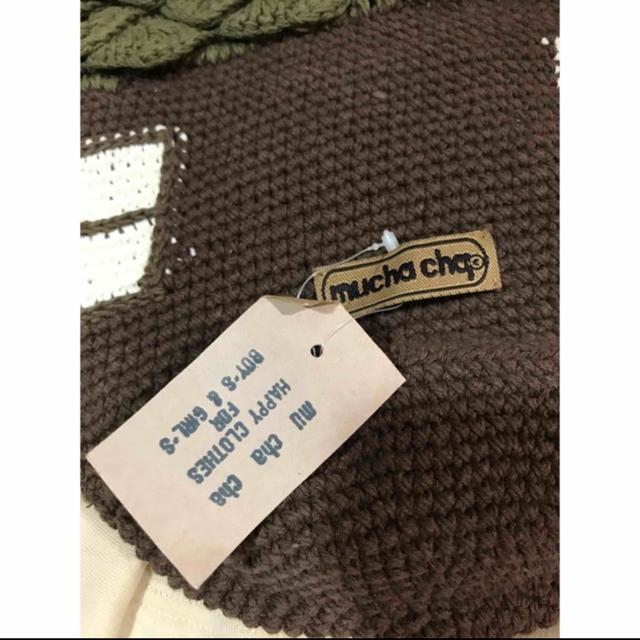 mucha cha
mu cha cha
HAPPY CLOTHES
FOR
BOY-S & GIRL-S